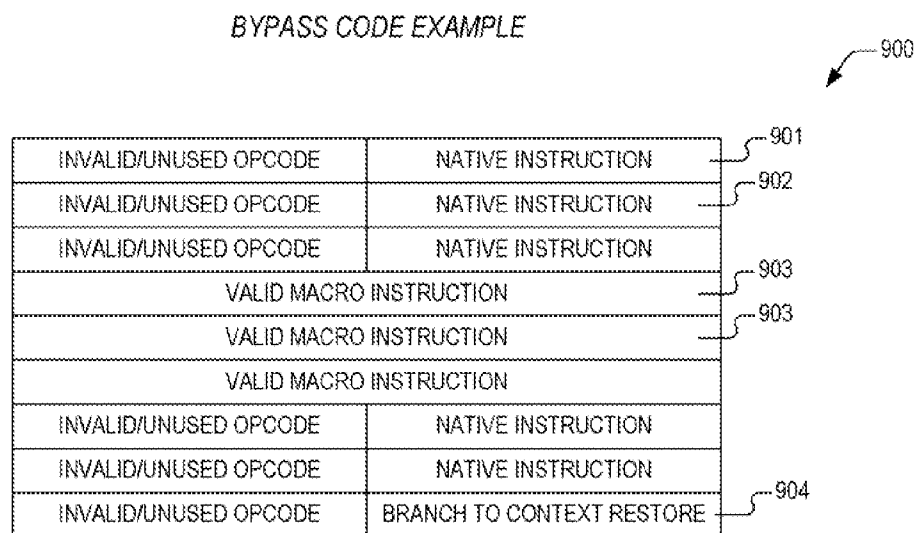 BYPASS CODE EXAMPLE
900
INVALID/UNUSED OPCODE NATIVE INSTRUCTION 901
INVALID/UNUSED OPCODE NATIVE INSTRUCTION 902
INVALID/UNUSED OPCODE NATIVE INSTRUCTION
VALID MACRO INSTRUCTION 903
VALID MACRO INSTRUCTION 903
VALID MACRO INSTRUCTION
INVALID/UNUSED OPCODE NATIVE INSTRUCTION
INVALID/UNUSED OPCODE NATIVE INSTRUCTION
INVALID/UNUSED OPCODE BRANCH TO CONTEXT RESTORE 904